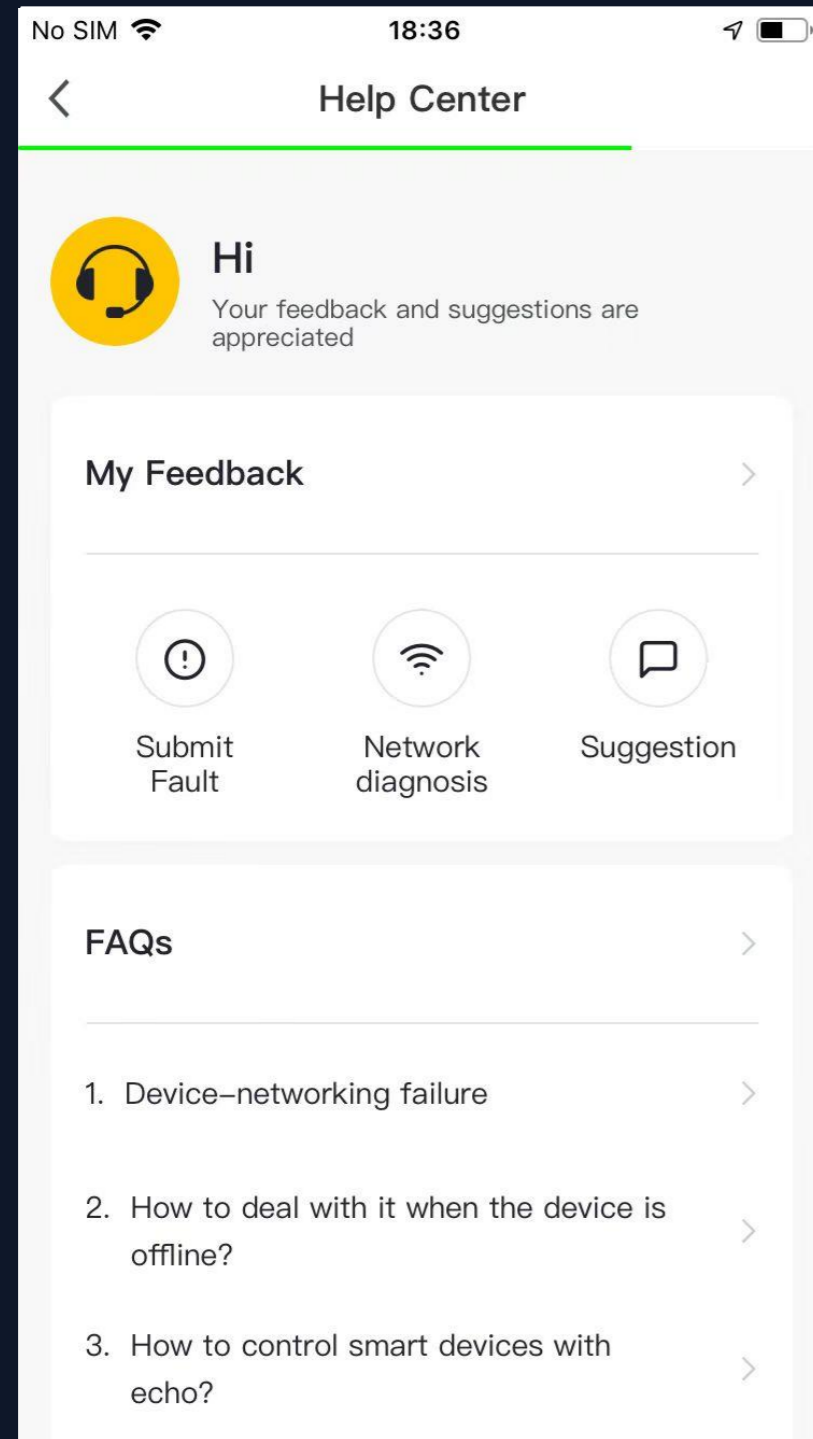 No SIM 18:36
Help Center
Hi
Your feedback and suggestions are
appreciated
My Feedback
Submit
Fault
Network
diagnosis
Suggestion
FAQs
1. Device-networking failure
2. How to deal with it when the device is
offline?
3. How to control smart devices with
echo?